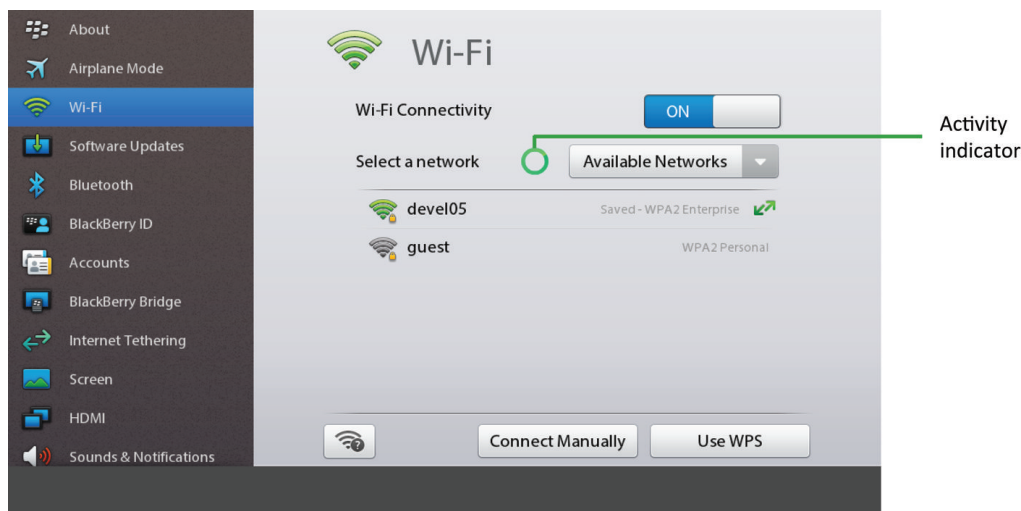 About
Airplane Mode
Wi-Fi
Software Updates
Bluetooth
BlackBerry ID
Accounts
BlackBerry Bridge
Internet Tethering
Screen
HDMI
Sounds & Notifications
Wi-Fi
Wi-Fi Connectivity ON
Select a network Available Networks
devel05 Saved - WPA2 Enterprise
guest WPA2 Personal
? Connect Manually Use WPS
Activity
indicator